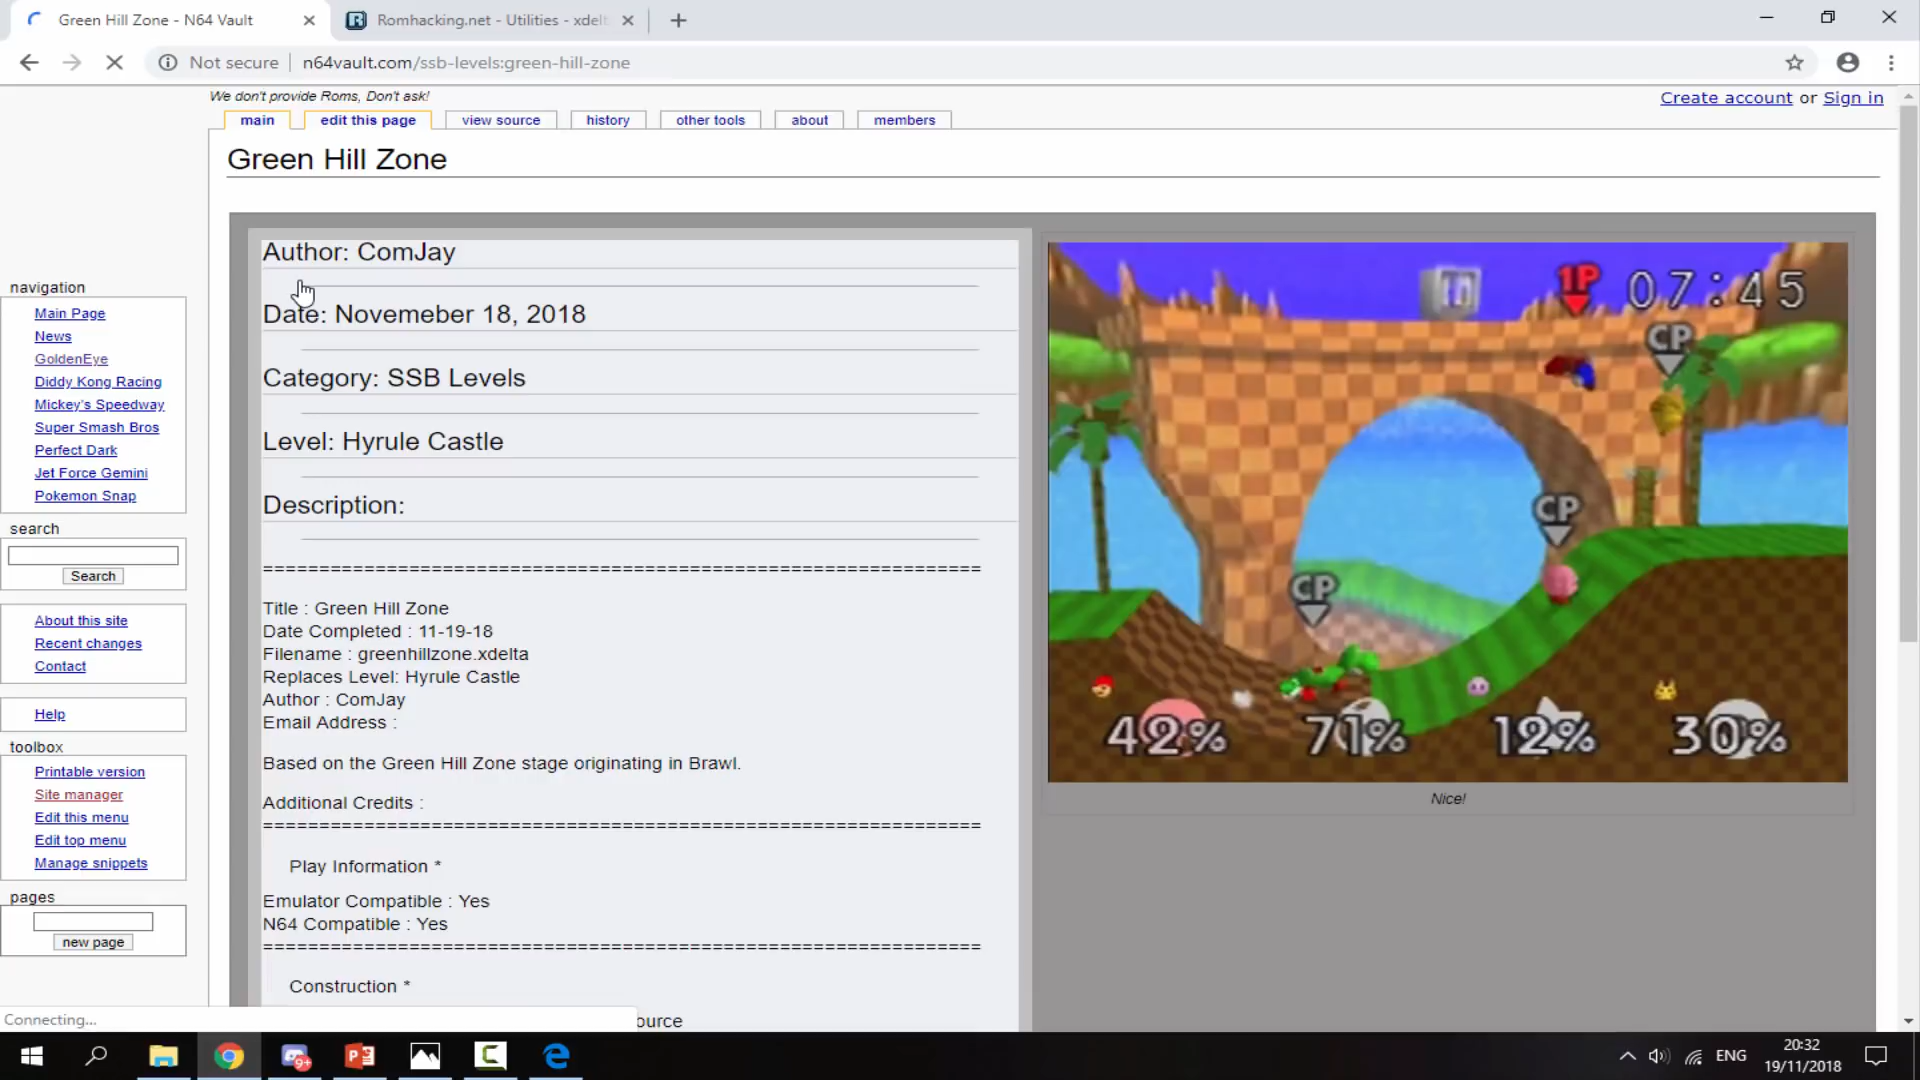 Green Hill Zone - N64 Vault
Romhacking.net - Utilities - xdelt
Not secure
n64vault.com/ssb-levels:green-hill-zone
We don't provide Roms, Don't ask!
Create account or Sign in
main
edit this page
view source
history
other tools
about
members
Green Hill Zone
navigation
Main Page
News
GoldenEye
Diddy Kong Racing
Mickey's Speedway
Super Smash Bros
Perfect Dark
Jet Force Gemini
Pokemon Snap
search
Search
About this site
Recent changes
Contact
Help
toolbox
Printable version
Site manager
Edit this menu
Edit top menu
Manage snippets
pages
new page
Author: ComJay
Date: Novemeber 18, 2018
Category: SSB Levels
Level: Hyrule Castle
Description:
================================================================
Title : Green Hill Zone
Date Completed : 11-19-18
Filename : greenhillzone.xdelta
Replaces Level: Hyrule Castle
Author : ComJay
Email Address :
Based on the Green Hill Zone stage originating in Brawl.
Additional Credits :
================================================================
Play Information *
Emulator Compatible : Yes
N64 Compatible : Yes
================================================================
Construction *
ource
1P
07:45
CP
CP
CP
42%
71%
12%
30%
Nice!
Connecting...
9+
ENG
20:32
19/11/2018